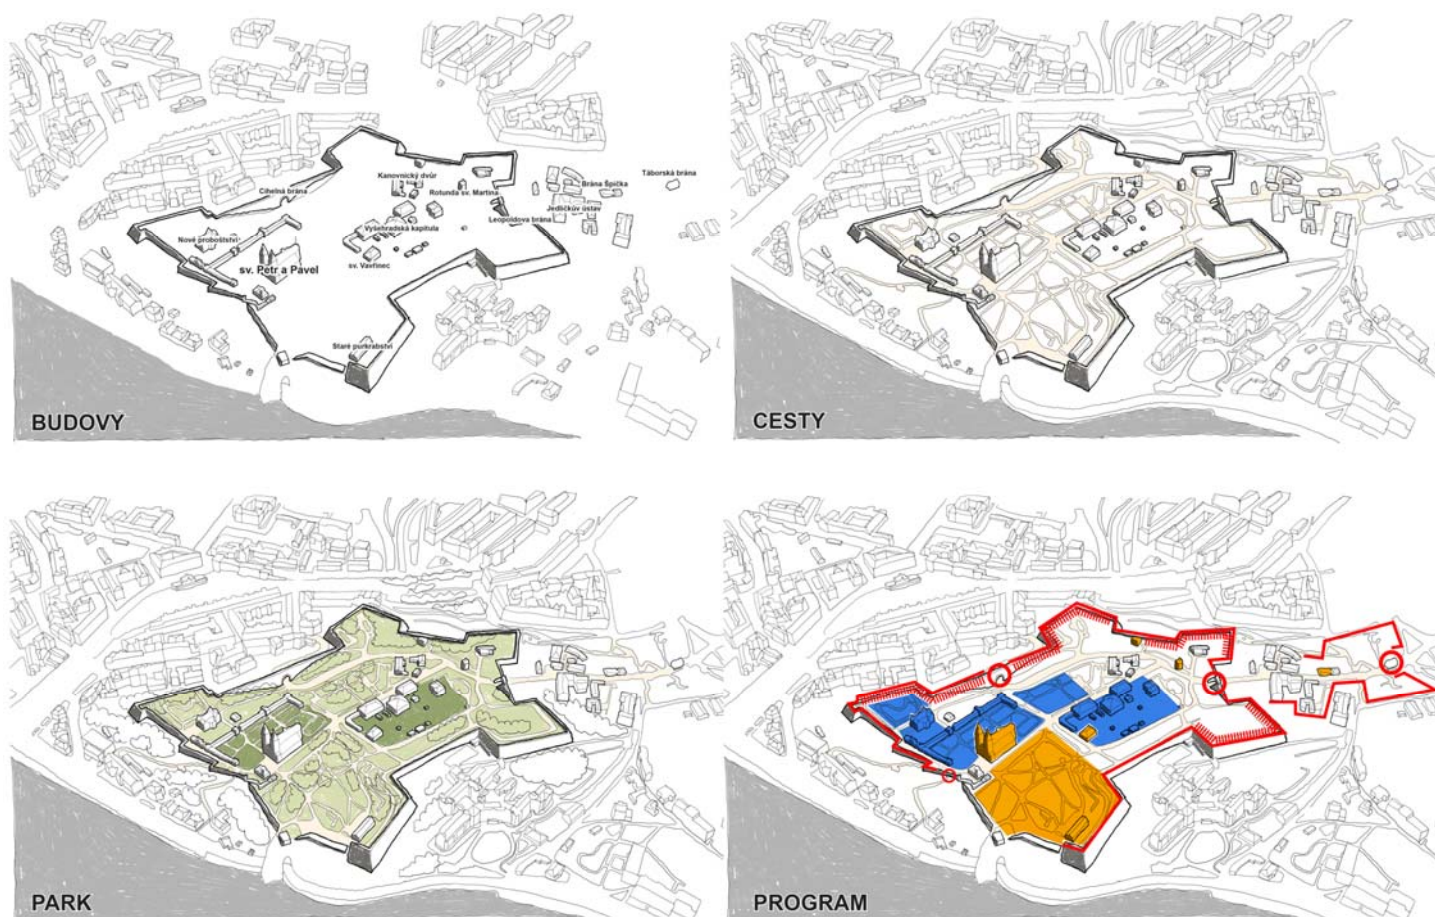 Táborská brána
Kanovnický dvůr
Brána Špička
Cihelná brána
Rotunda sv. Martina
Jedličkův ústav
Leopoldova brána
Vyšehradská kapitula
Nové proboštství
sv. Petr a Pavel
sv. Vavřinec
Staré purkrabství
BUDOVY
CESTY
PARK
PROGRAM